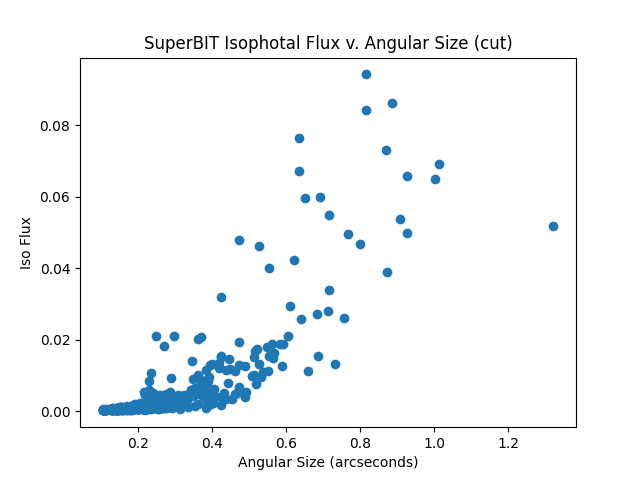 SuperBIT Isophotal Flux v. Angular Size (cut)
Iso Flux
0.08
0.06
0.04
0.02
0.00
0.2 0.4 0.6 0.8 1.0 1.2
Angular Size (arcseconds)